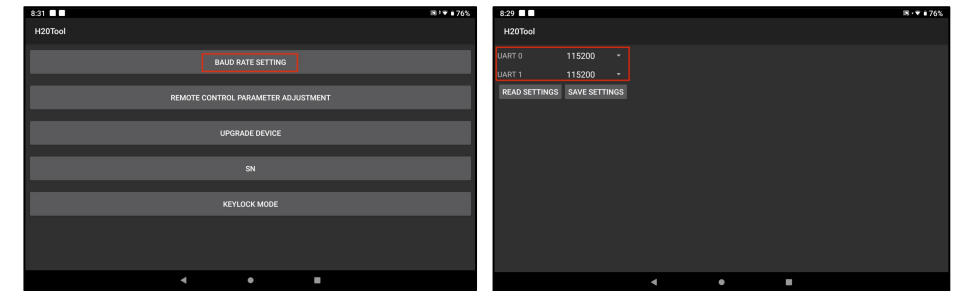 8:31
76%
H20Tool
BAUD RATE SETTING
REMOTE CONTROL PARAMETER ADJUSTMENT
UPGRADE DEVICE
SN
KEYLOCK MODE
8:29
76%
H20Tool
UART 0 115200
UART 1 115200
READ SETTINGS SAVE SETTINGS